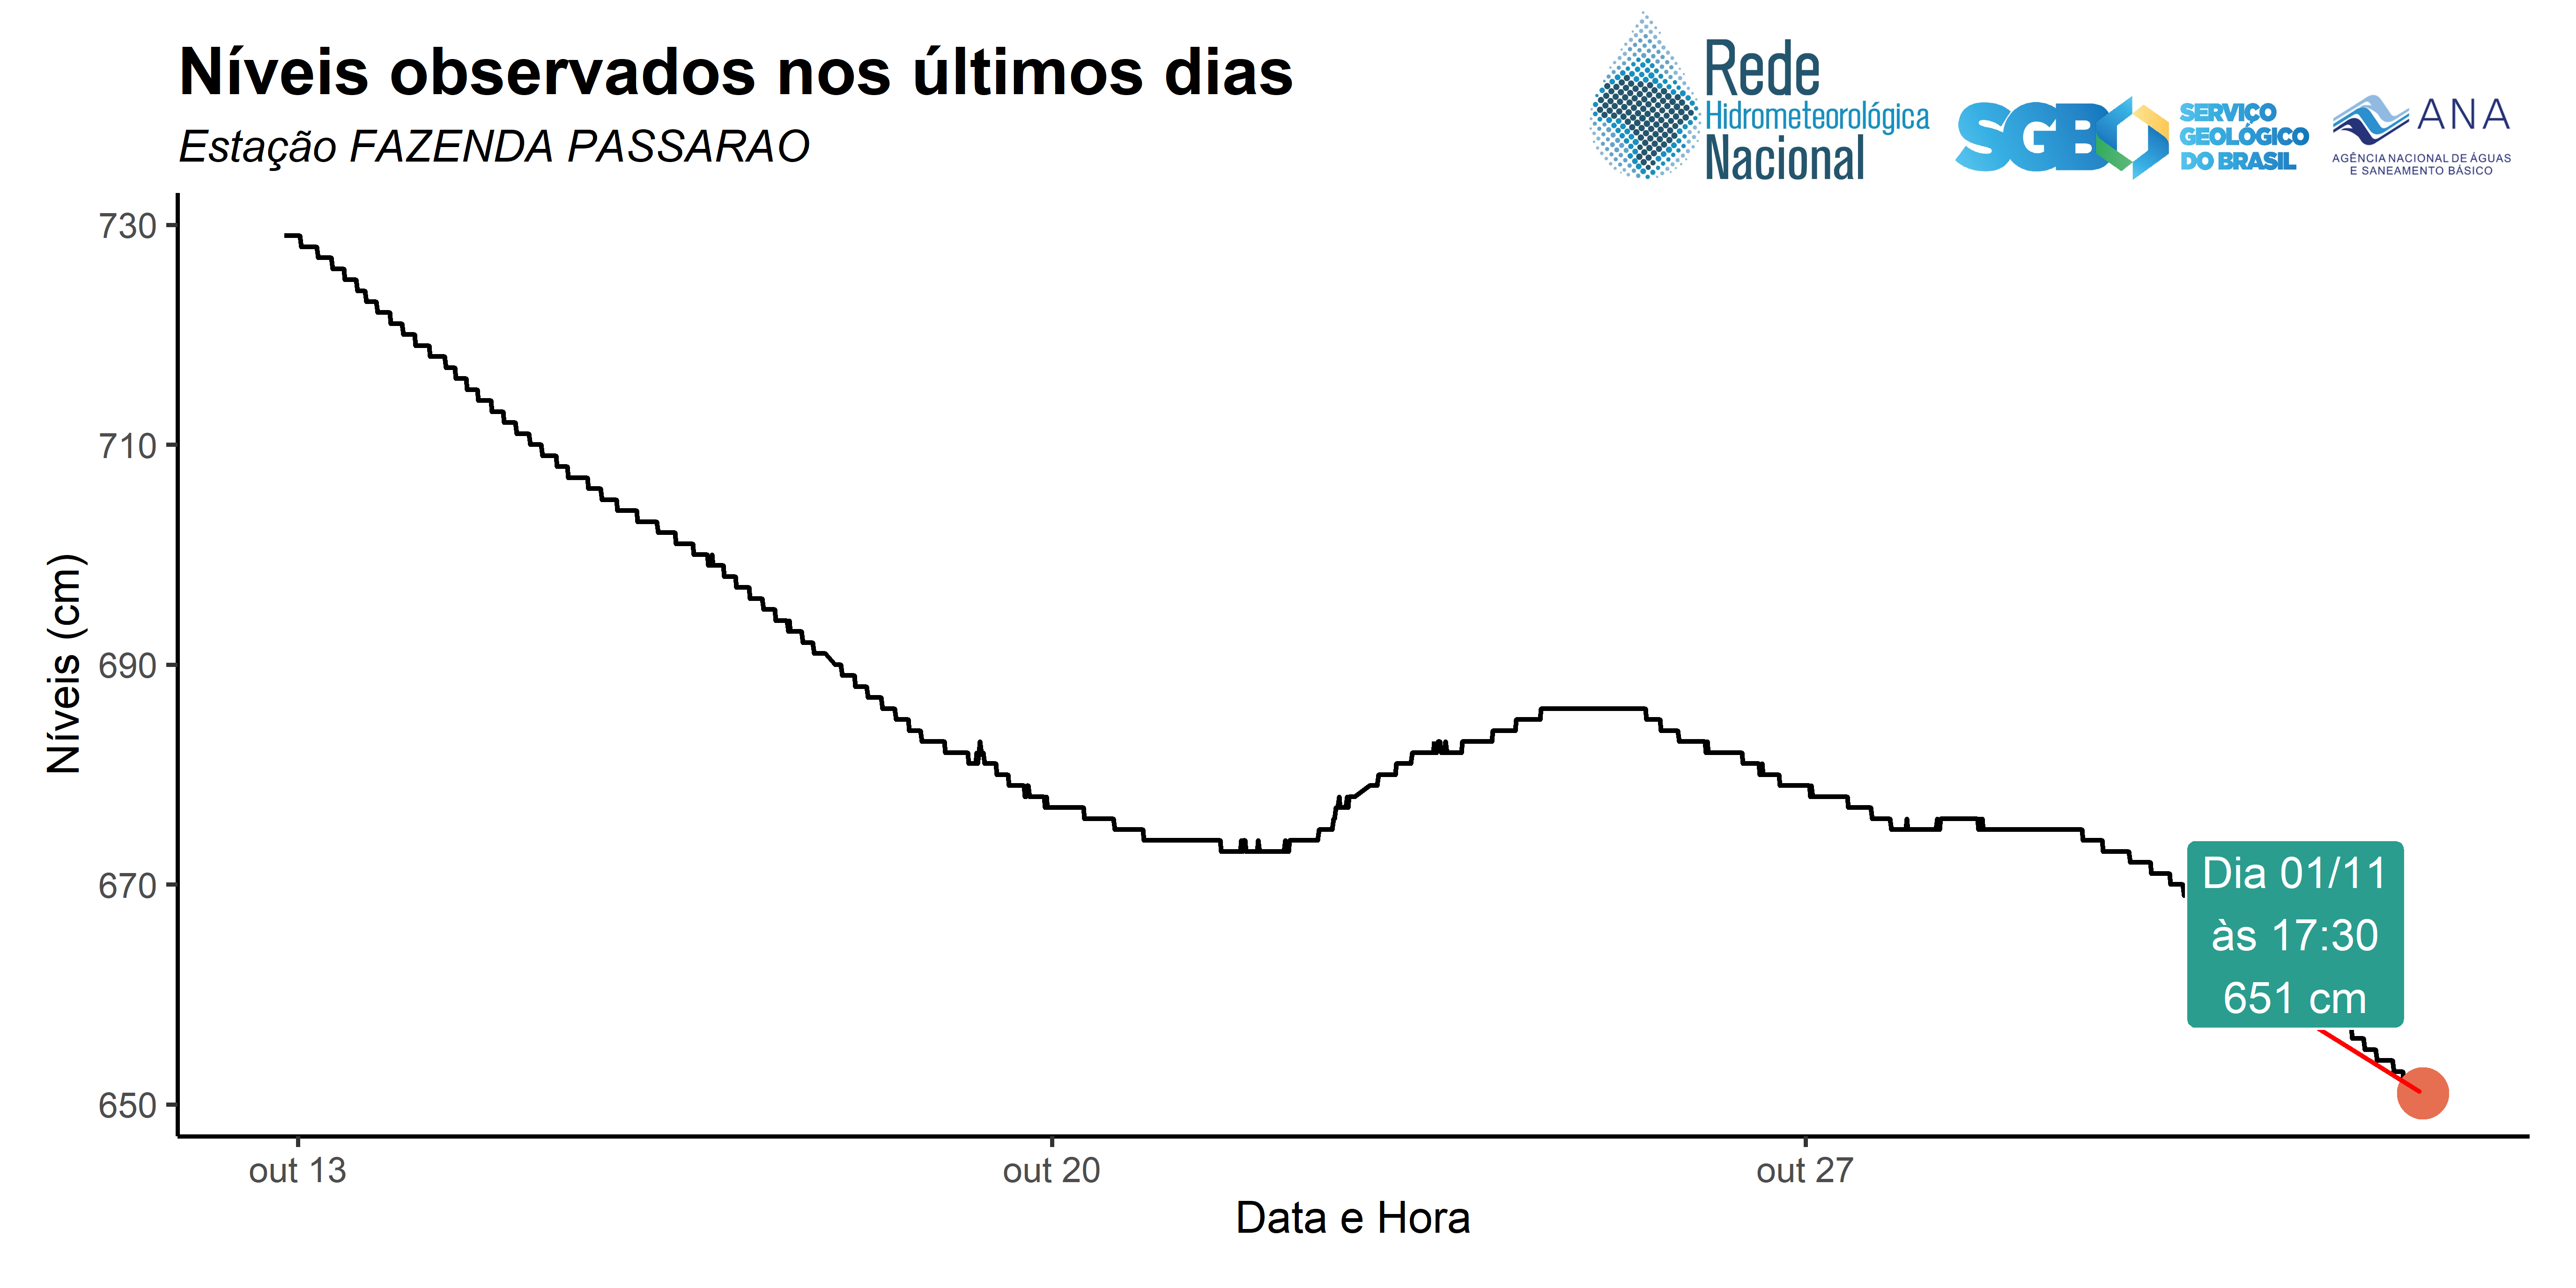 Níveis observados nos últimos dias
Estação FAZENDA PASSARAO
Rede
Hidrometeorológica
Nacional
SGB
SERVIÇO
GEOLÓGICO
DO BRASIL
ANA
AGÊNCIA NACIONAL DE ÁGUAS
E SANEAMENTO BÁSICO
Níveis (cm)
730
710
690
670
650
Dia 01/11
às 17:30
651 cm
out 13
out 20
out 27
Data e Hora